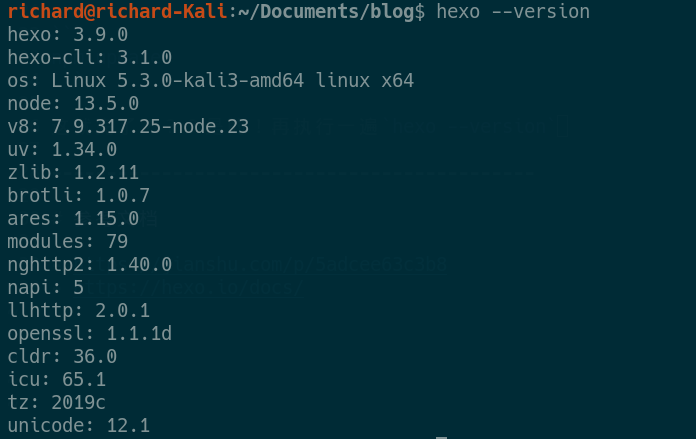 richard@richard-Kali:~/Documents/blog$ hexo --version
hexo: 3.9.0
hexo-cli: 3.1.0
os: Linux 5.3.0-kali3-amd64 linux x64
node: 13.5.0
v8: 7.9.317.25-node.23
uv: 1.34.0
zlib: 1.2.11
brotli: 1.0.7
ares: 1.15.0
modules: 79
nghttp2: 1.40.0
napi: 5
llhttp: 2.0.1
openssl: 1.1.1d
cldr: 36.0
icu: 65.1
tz: 2019c
unicode: 12.1